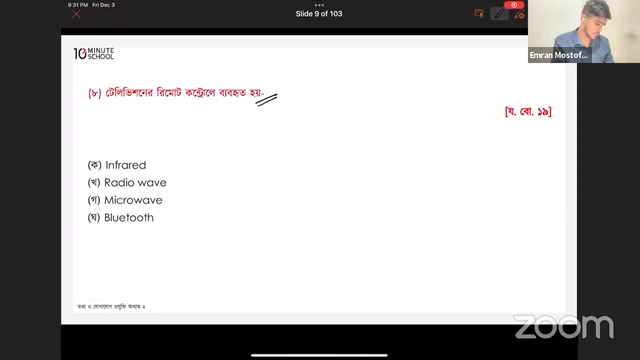 9:31 PM Fri Dec 3
Slide 9 of 103
Emran Mostof...
10 MINUTE
SCHOOL
(৮) টেলিভিশনের রিমোট কন্ট্রোলে ব্যবহৃত হয়-
[য. বো. ১৯]
(ক) Infrared
(খ) Radio wave
(গ) Microwave
(ঘ) Bluetooth
তথ্য ও যোগাযোগ প্রযুক্তি অধ্যায় ২
zoom